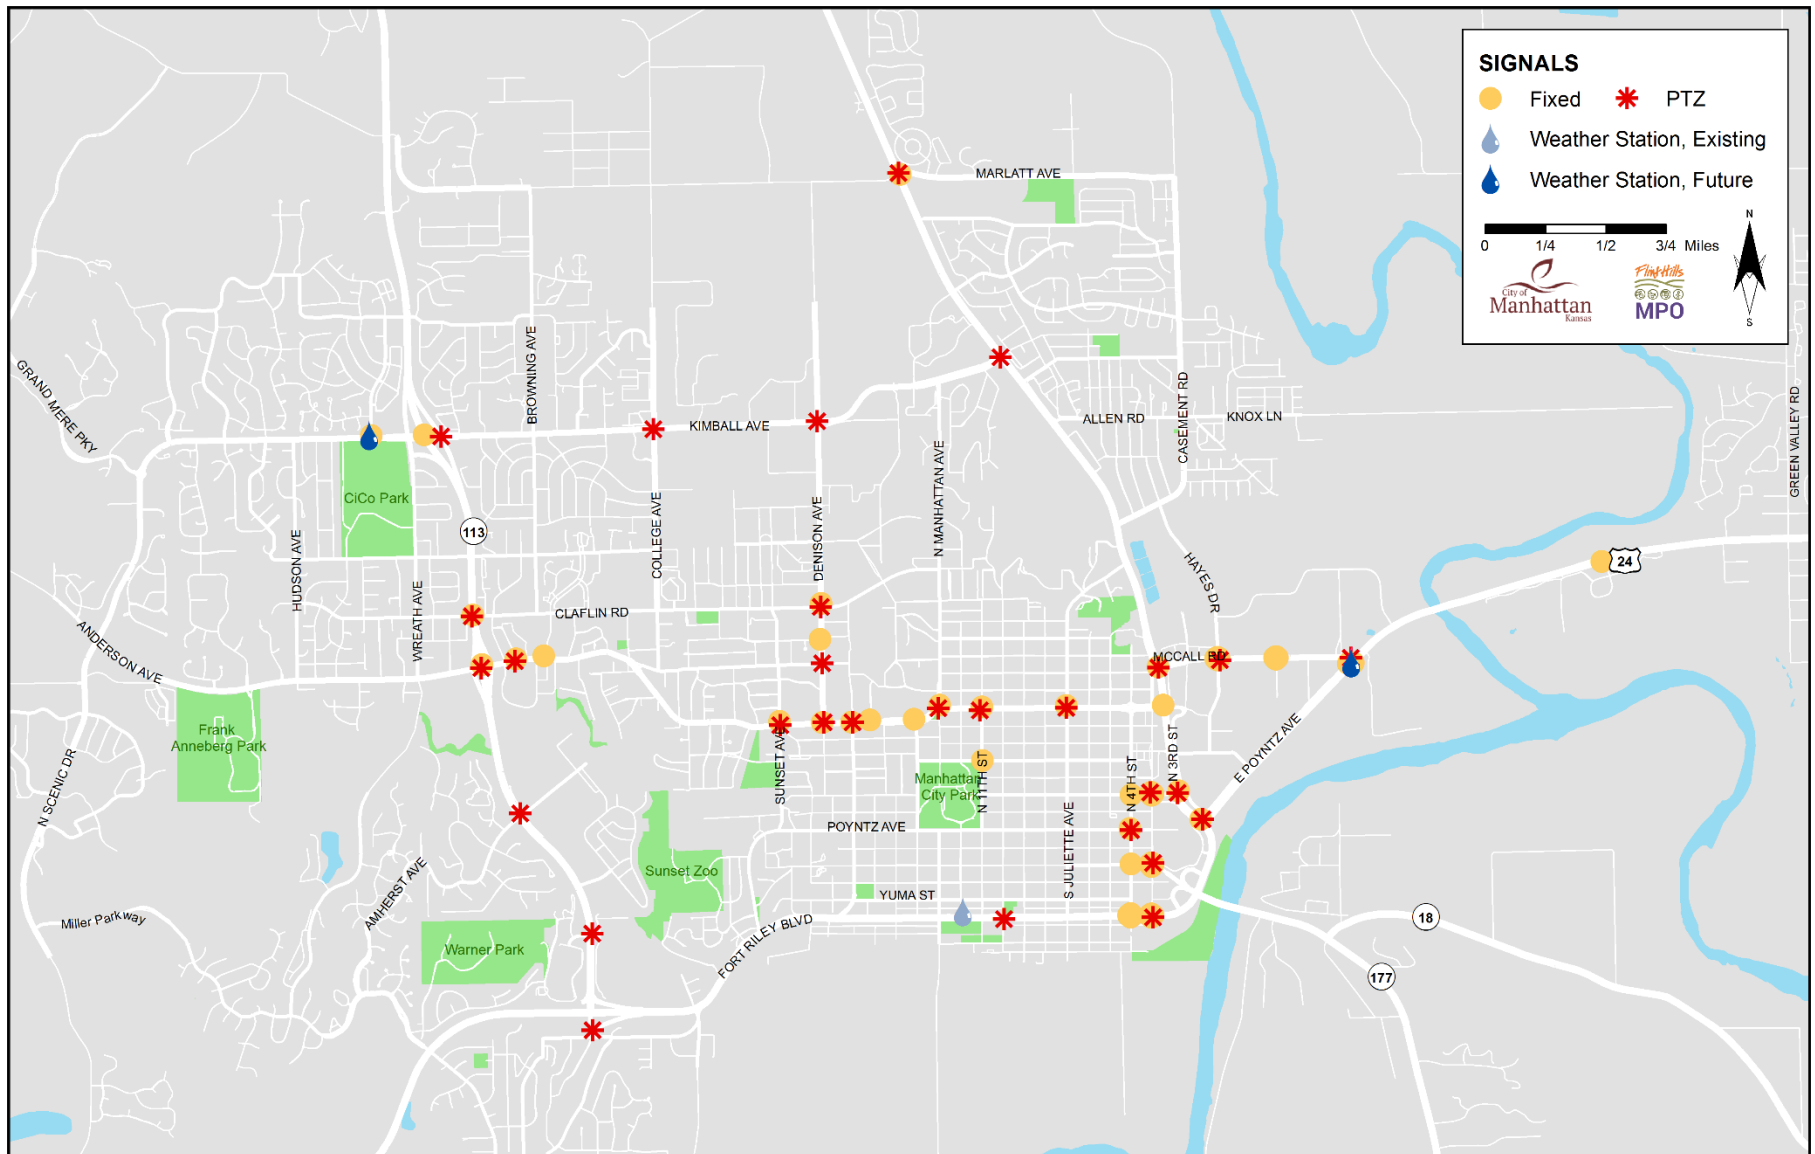 SIGNALS
Fixed
PTZ
Weather Station, Existing
Weather Station, Future
0 1/4 1/2 3/4 Miles
N
S
City of
Manhattan
Kansas
Flint Hills
MPO
MARLATT AVE
GRAND MERE PKY
BROWNING AVE
KIMBALL AVE
ALLEN RD
KNOX LN
CASEMENT RD
GREEN VALLEY RD
CiCo Park
113
HUDSON AVE
WREATH AVE
COLLEGE AVE
DENISON AVE
N MANHATTAN AVE
HAYES DR
24
CLAFLIN RD
ANDERSON AVE
MCCALL RD
Frank
Anneberg Park
N SCENIC DR
SUNSET AVE
Manhattan
City Park
N 11TH ST
N 4TH ST
N 3RD ST
E POYNTZ AVE
POYNTZ AVE
Sunset Zoo
YUMA ST
S JULIETTE AVE
AMHERST AVE
Miller Parkway
Warner Park
FORT RILEY BLVD
18
177